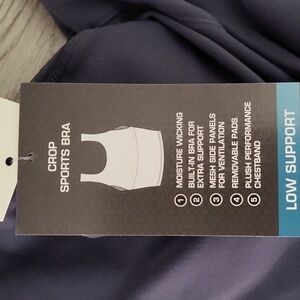 CROP
SPORTS BRA
1 MOISTURE WICKING
2 BUILT-IN BRA FOR
EXTRA SUPPORT
3 MESH SIDE PANELS
FOR VENTILATION
4 REMOVABLE PADS
5 PLUSH PERFORMANCE
CHESTBAND
LOW SUPPORT